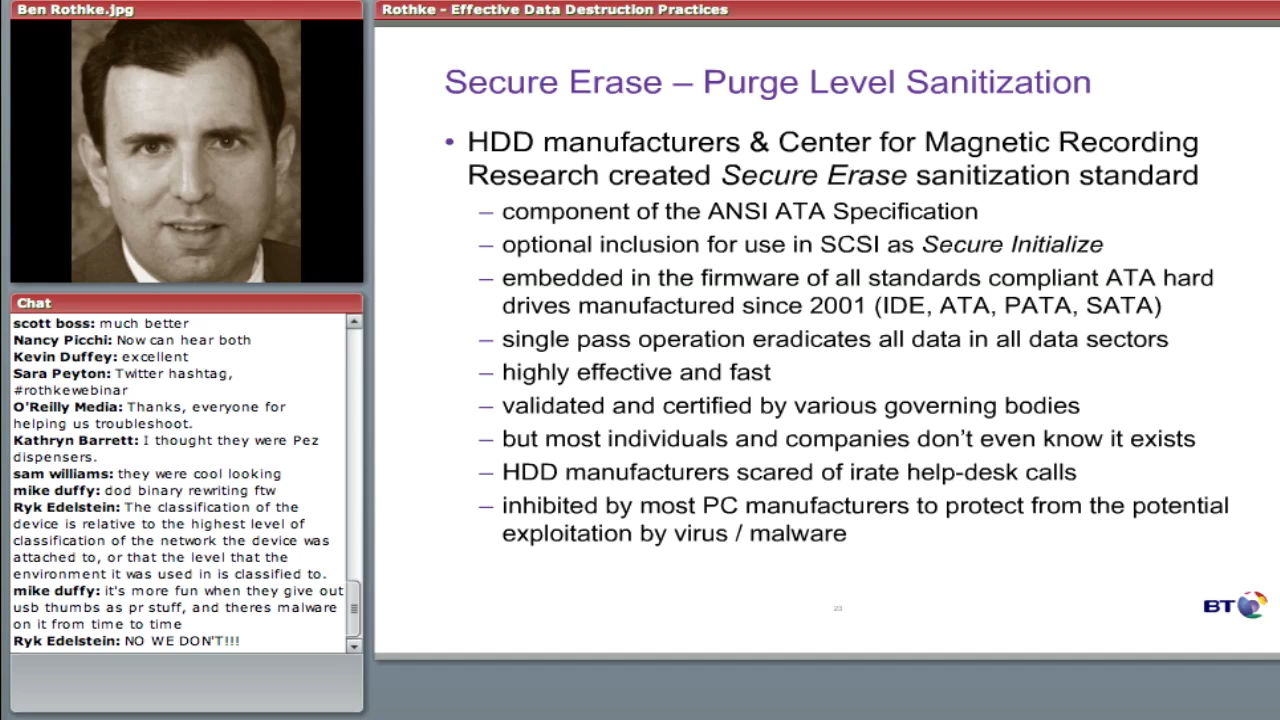 Ben Rothke.jpg
Rothke - Effective Data Destruction Practices
Secure Erase – Purge Level Sanitization
• HDD manufacturers & Center for Magnetic Recording
Research created Secure Erase sanitization standard
– component of the ANSI ATA Specification
– optional inclusion for use in SCSI as Secure Initialize
– embedded in the firmware of all standards compliant ATA hard
drives manufactured since 2001 (IDE, ATA, PATA, SATA)
– single pass operation eradicates all data in all data sectors
– highly effective and fast
– validated and certified by various governing bodies
– but most individuals and companies don’t even know it exists
– HDD manufacturers scared of irate help-desk calls
– inhibited by most PC manufacturers to protect from the potential
exploitation by virus / malware
23
BT
Chat
scott boss: much better
Nancy Picchi: Now can hear both
Kevin Duffey: excellent
Sara Peyton: Twitter hashtag,
#rothkewebinar
O'Reilly Media: Thanks, everyone for
helping us troubleshoot.
Kathryn Barrett: I thought they were Pez
dispensers.
sam williams: they were cool looking
mike duffy: dod binary rewriting ftw
Ryk Edelstein: The classification of the
device is relative to the highest level of
classification of the network the device was
attached to, or that the level that the
environment it was used in is classified to.
mike duffy: it's more fun when they give out
usb thumbs as pr stuff, and theres malware
on it from time to time
Ryk Edelstein: NO WE DON'T!!!